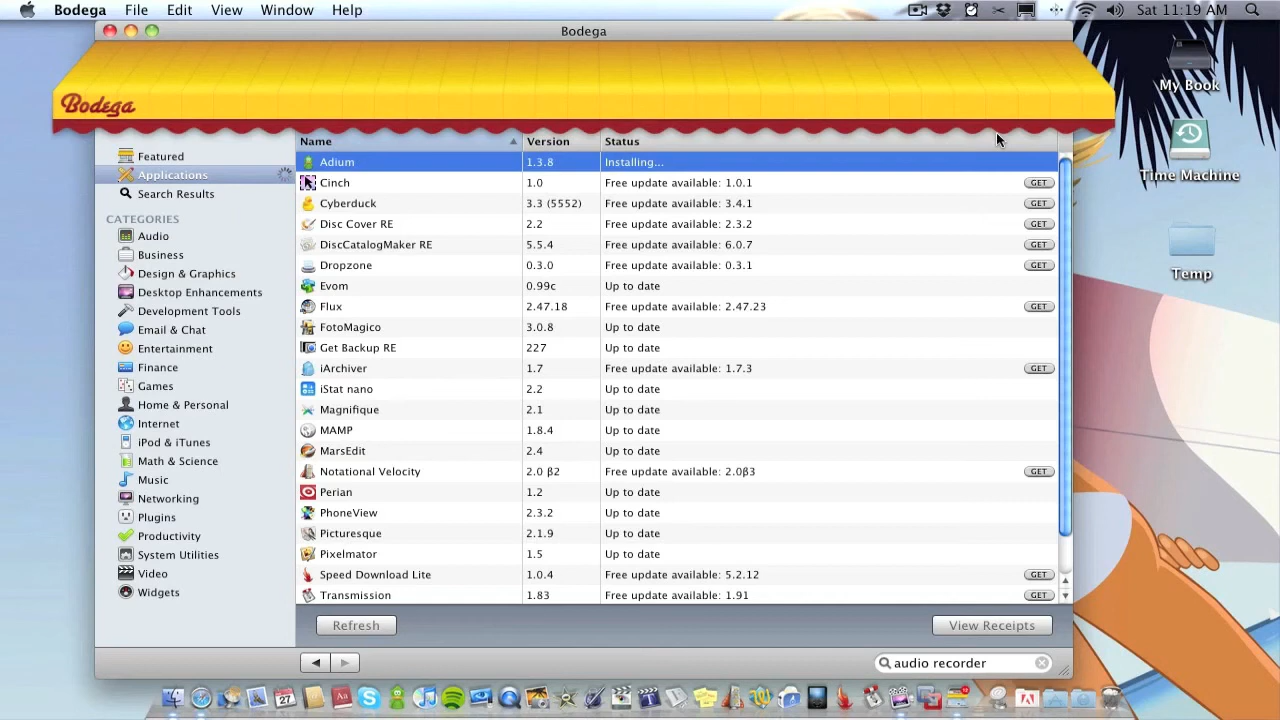 Bodega File Edit View Window Help Sat 11:19 AM
Bodega
Bodega
My Book
Time Machine
Temp
Featured
Applications
Search Results
CATEGORIES
Audio
Business
Design & Graphics
Desktop Enhancements
Development Tools
Email & Chat
Entertainment
Finance
Games
Home & Personal
Internet
iPod & iTunes
Math & Science
Music
Networking
Plugins
Productivity
System Utilities
Video
Widgets
Name Version Status
Adium 1.3.8 Installing...
Cinch 1.0 Free update available: 1.0.1 GET
Cyberduck 3.3 (5552) Free update available: 3.4.1 GET
Disc Cover RE 2.2 Free update available: 2.3.2 GET
DiscCatalogMaker RE 5.5.4 Free update available: 6.0.7 GET
Dropzone 0.3.0 Free update available: 0.3.1 GET
Evom 0.99c Up to date
Flux 2.47.18 Free update available: 2.47.23 GET
FotoMagico 3.0.8 Up to date
Get Backup RE 227 Up to date
iArchiver 1.7 Free update available: 1.7.3 GET
iStat nano 2.2 Up to date
Magnifique 2.1 Up to date
MAMP 1.8.4 Up to date
MarsEdit 2.4 Up to date
Notational Velocity 2.0 β2 Free update available: 2.0β3 GET
Perian 1.2 Up to date
PhoneView 2.3.2 Up to date
Picturesque 2.1.9 Up to date
Pixelmator 1.5 Up to date
Speed Download Lite 1.0.4 Free update available: 5.2.12 GET
Transmission 1.83 Free update available: 1.91 GET
Refresh View Receipts
audio recorder